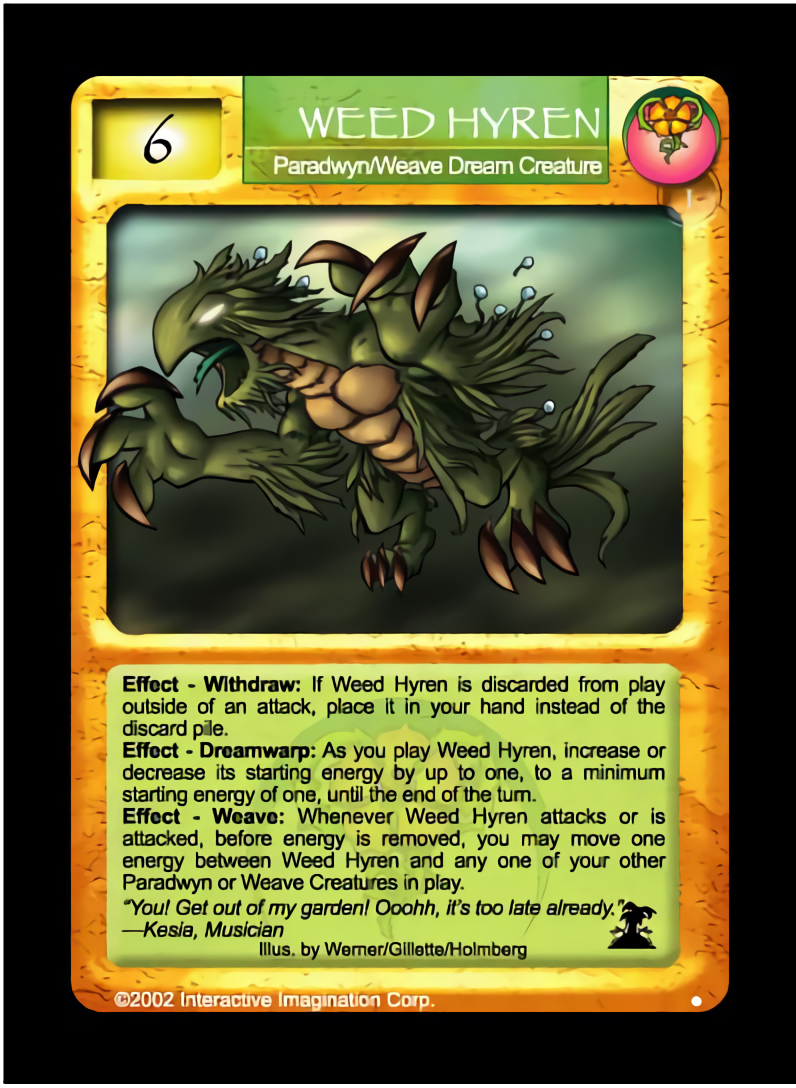 6
WEED HYREN
Paradwyn/Weave Dream Creature
1
Effect - Withdraw: If Weed Hyren is discarded from play
outside of an attack, place it in your hand instead of the
discard pile.
Effect - Dreamwarp: As you play Weed Hyren, increase or
decrease its starting energy by up to one, to a minimum
starting energy of one, until the end of the turn.
Effect - Weave: Whenever Weed Hyren attacks or is
attacked, before energy is removed, you may move one
energy between Weed Hyren and any one of your other
Paradwyn or Weave Creatures in play.
"You! Get out of my garden! Ooohh, it's too late already."
—Kesia, Musician
Illus. by Werner/Gillette/Holmberg
©2002 Interactive Imagination Corp.